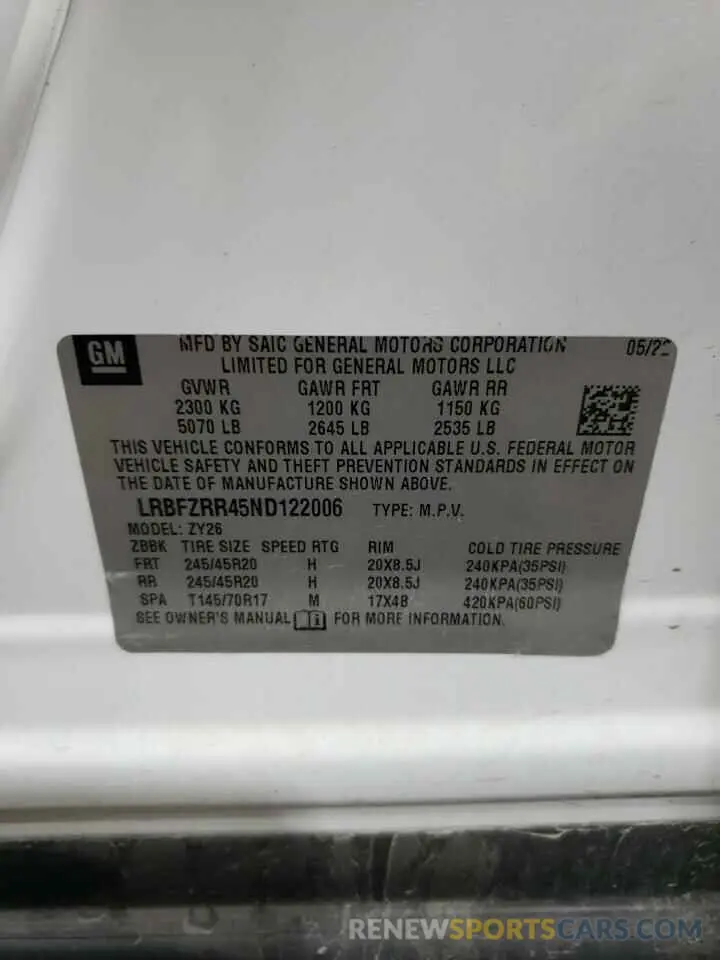 GM
MFD BY SAIC GENERAL MOTORS CORPORATION 05/22
LIMITED FOR GENERAL MOTORS LLC
GVWR GAWR FRT GAWR RR
2300 KG 1200 KG 1150 KG
5070 LB 2645 LB 2535 LB
THIS VEHICLE CONFORMS TO ALL APPLICABLE U.S. FEDERAL MOTOR
VEHICLE SAFETY AND THEFT PREVENTION STANDARDS IN EFFECT ON
THE DATE OF MANUFACTURE SHOWN ABOVE.
LRBFZRR45ND122006 TYPE: M.P.V.
MODEL: ZY26
ZBBK TIRE SIZE SPEED RTG RIM COLD TIRE PRESSURE
FRT 245/45R20 H 20X8.5J 240KPA(35PSI)
RR 245/45R20 H 20X8.5J 240KPA(35PSI)
SPA T145/70R17 M 17X4B 420KPA(60PSI)
SEE OWNER'S MANUAL FOR MORE INFORMATION.
RENEWSPORTSCARS.COM